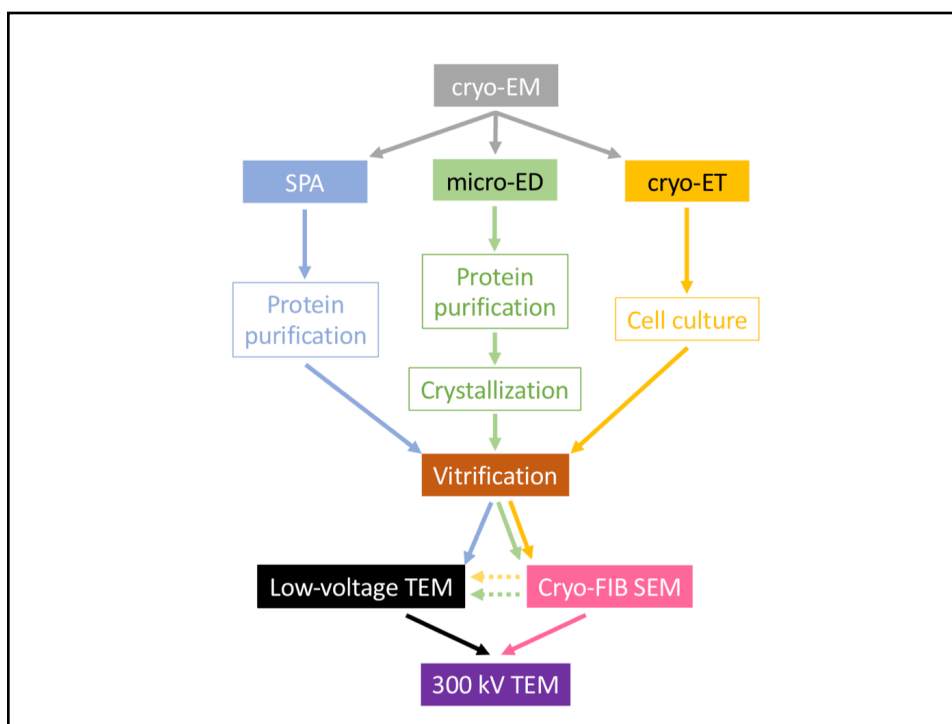 cryo-EM
SPA
micro-ED
cryo-ET
Protein
purification
Protein
purification
Cell culture
Crystallization
Vitrification
Low-voltage TEM
Cryo-FIB SEM
300 kV TEM